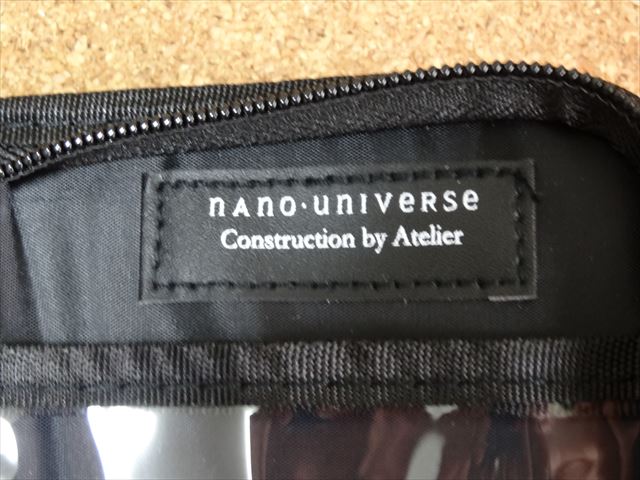 nano·universe
Construction by Atelier